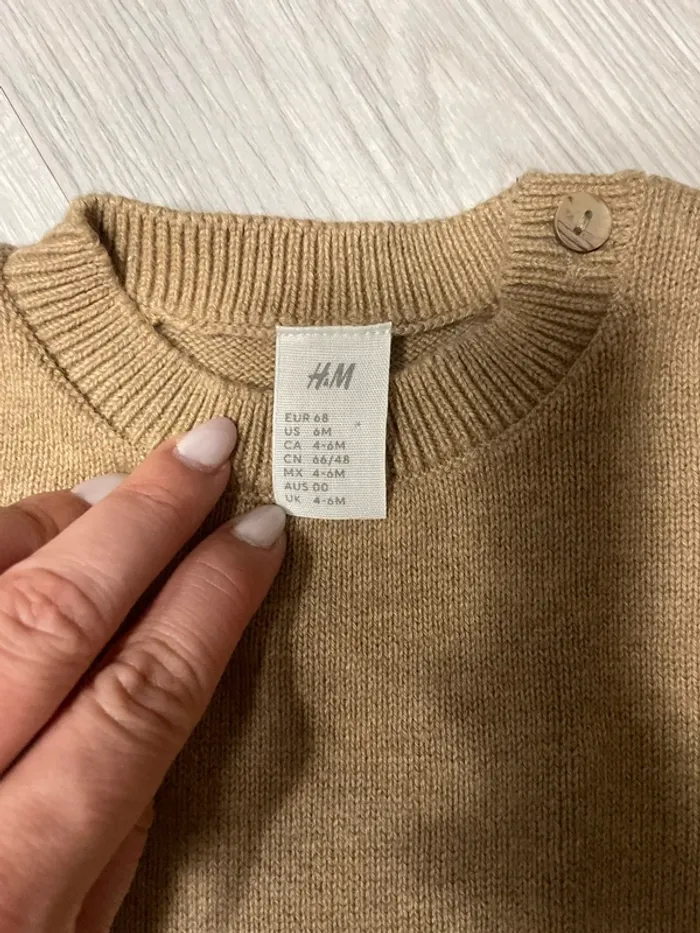 H&M
EUR 68
US 6M
CA 4-6M
CN 66/48
MX 4-6M
AUS 00
UK 4-6M